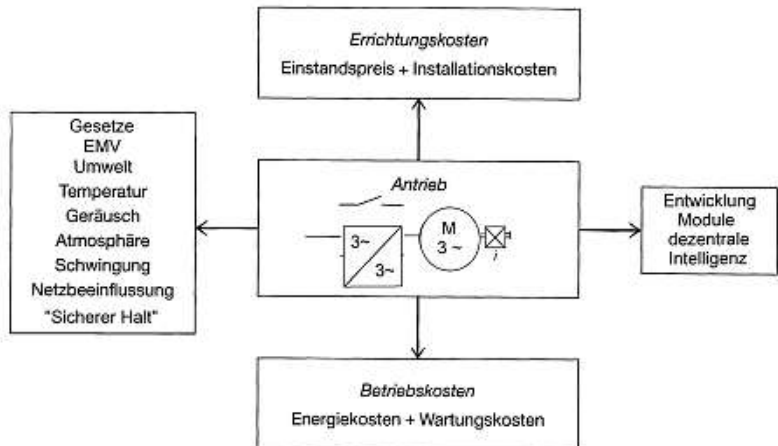 Errichtungskosten
Einstandspreis + Installationskosten
Gesetze
EMV
Umwelt
Temperatur
Geräusch
Atmosphäre
Schwingung
Netzbeeinflussung
"Sicherer Halt"
Antrieb
3~
3~
M
3 ~
i
Entwicklung
Module
dezentrale
Intelligenz
Betriebskosten
Energiekosten + Wartungskosten